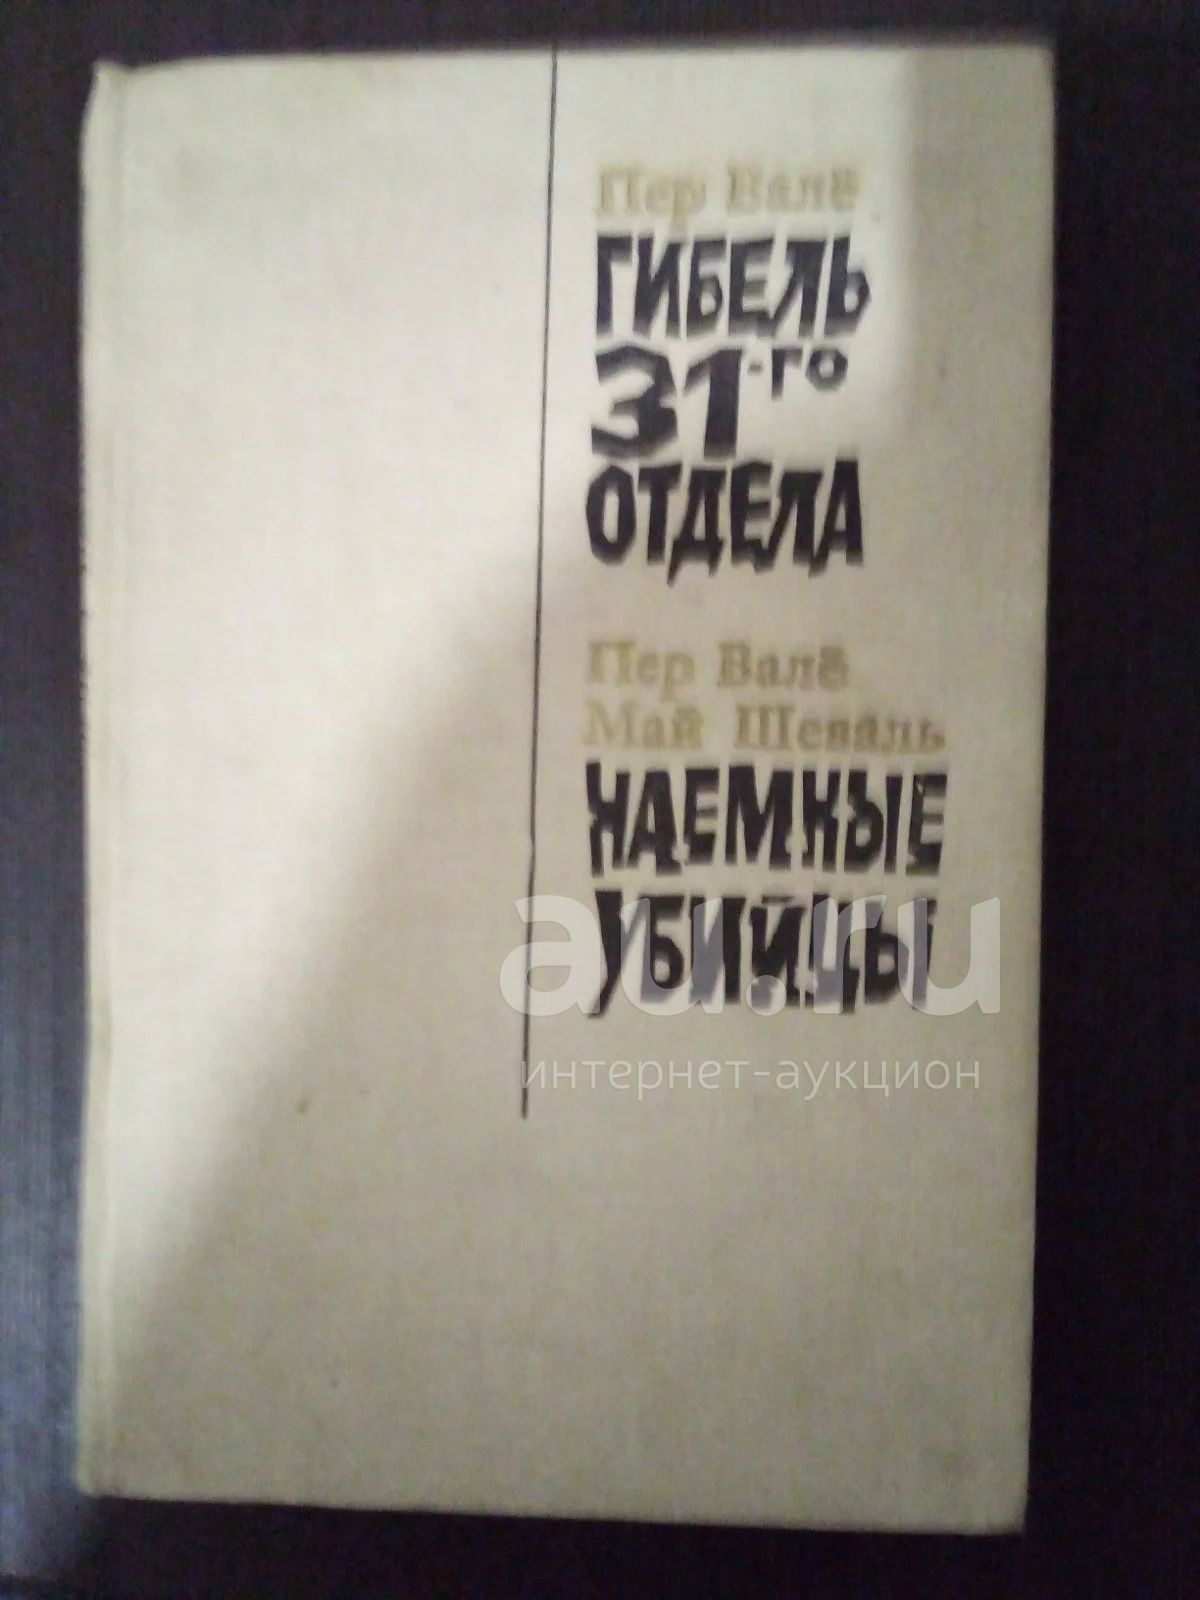 Пер Валё
ГИБЕЛЬ
31-го
ОТДЕЛА
Пер Валё
Май Шеваль
НАЕМНЫЕ
УБИЙЦЫ
au.ru
интернет-аукцион